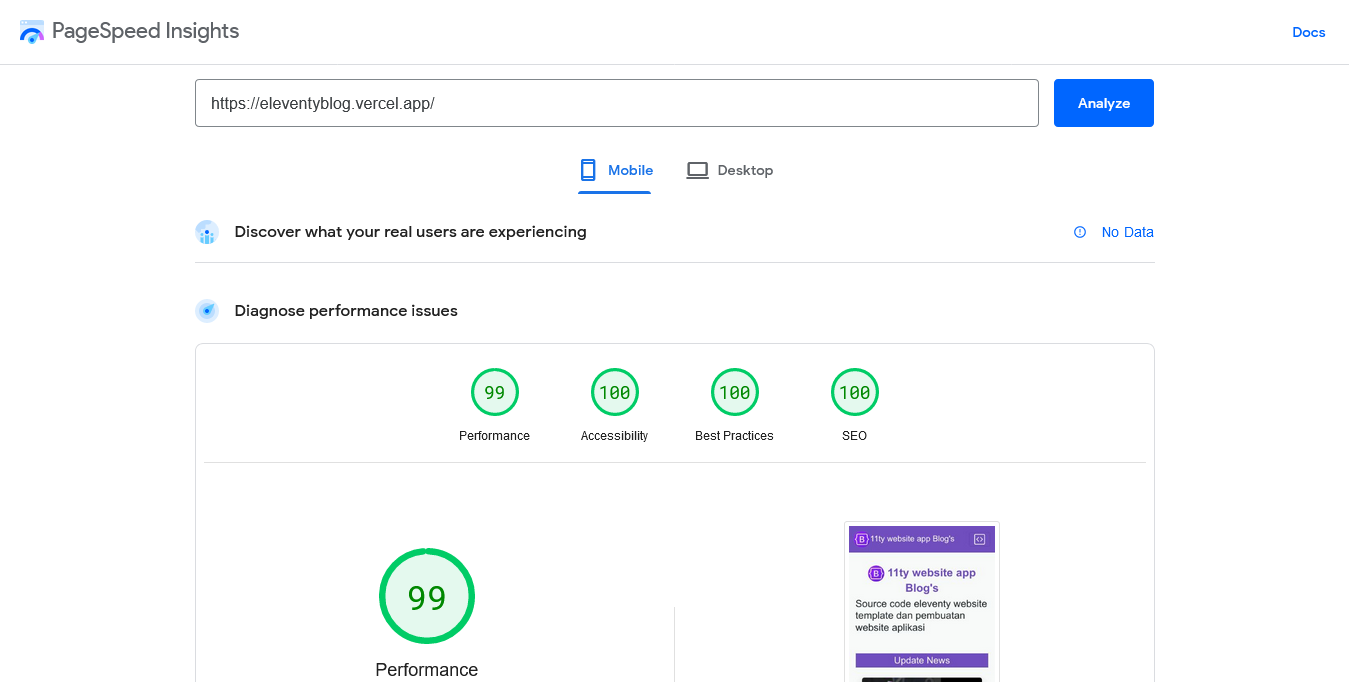 PageSpeed Insights
Docs
https://eleventyblog.vercel.app/
Analyze
Mobile
Desktop
Discover what your real users are experiencing
No Data
Diagnose performance issues
99
100
100
100
Performance
Accessibility
Best Practices
SEO
99
Performance
B 11ty website app Blog's
B 11ty website app
Blog's
Source code eleventy website
template dan pembuatan
website aplikasi
Update News